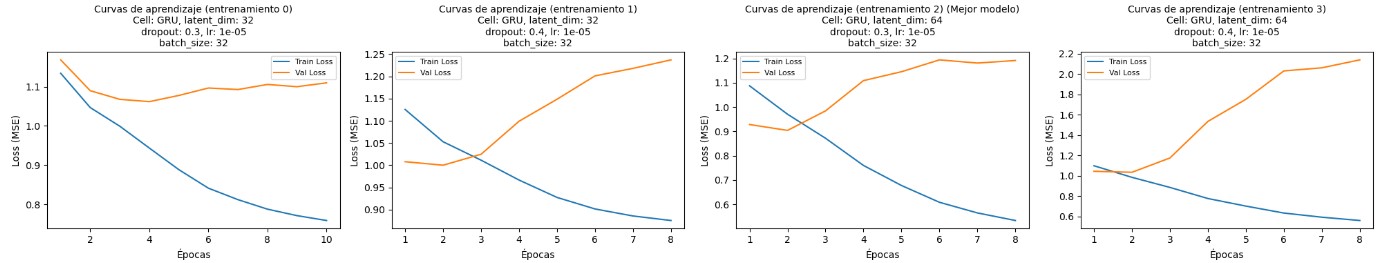 Curvas de aprendizaje (entrenamiento 0)
Cell: GRU, latent_dim: 32
dropout: 0.3, lr: 1e-05
batch_size: 32
Train Loss
Val Loss
1.1
1.0
0.9
0.8
Loss (MSE)
2 4 6 8 10
Épocas
Curvas de aprendizaje (entrenamiento 1)
Cell: GRU, latent_dim: 32
dropout: 0.4, lr: 1e-05
batch_size: 32
Train Loss
Val Loss
1.25
1.20
1.15
1.10
1.05
1.00
0.95
0.90
Loss (MSE)
1 2 3 4 5 6 7 8
Épocas
Curvas de aprendizaje (entrenamiento 2) (Mejor modelo)
Cell: GRU, latent_dim: 64
dropout: 0.3, lr: 1e-05
batch_size: 32
Train Loss
Val Loss
1.2
1.1
1.0
0.9
0.8
0.7
0.6
Loss (MSE)
1 2 3 4 5 6 7 8
Épocas
Curvas de aprendizaje (entrenamiento 3)
Cell: GRU, latent_dim: 64
dropout: 0.4, lr: 1e-05
batch_size: 32
Train Loss
Val Loss
2.2
2.0
1.8
1.6
1.4
1.2
1.0
0.8
0.6
Loss (MSE)
1 2 3 4 5 6 7 8
Épocas